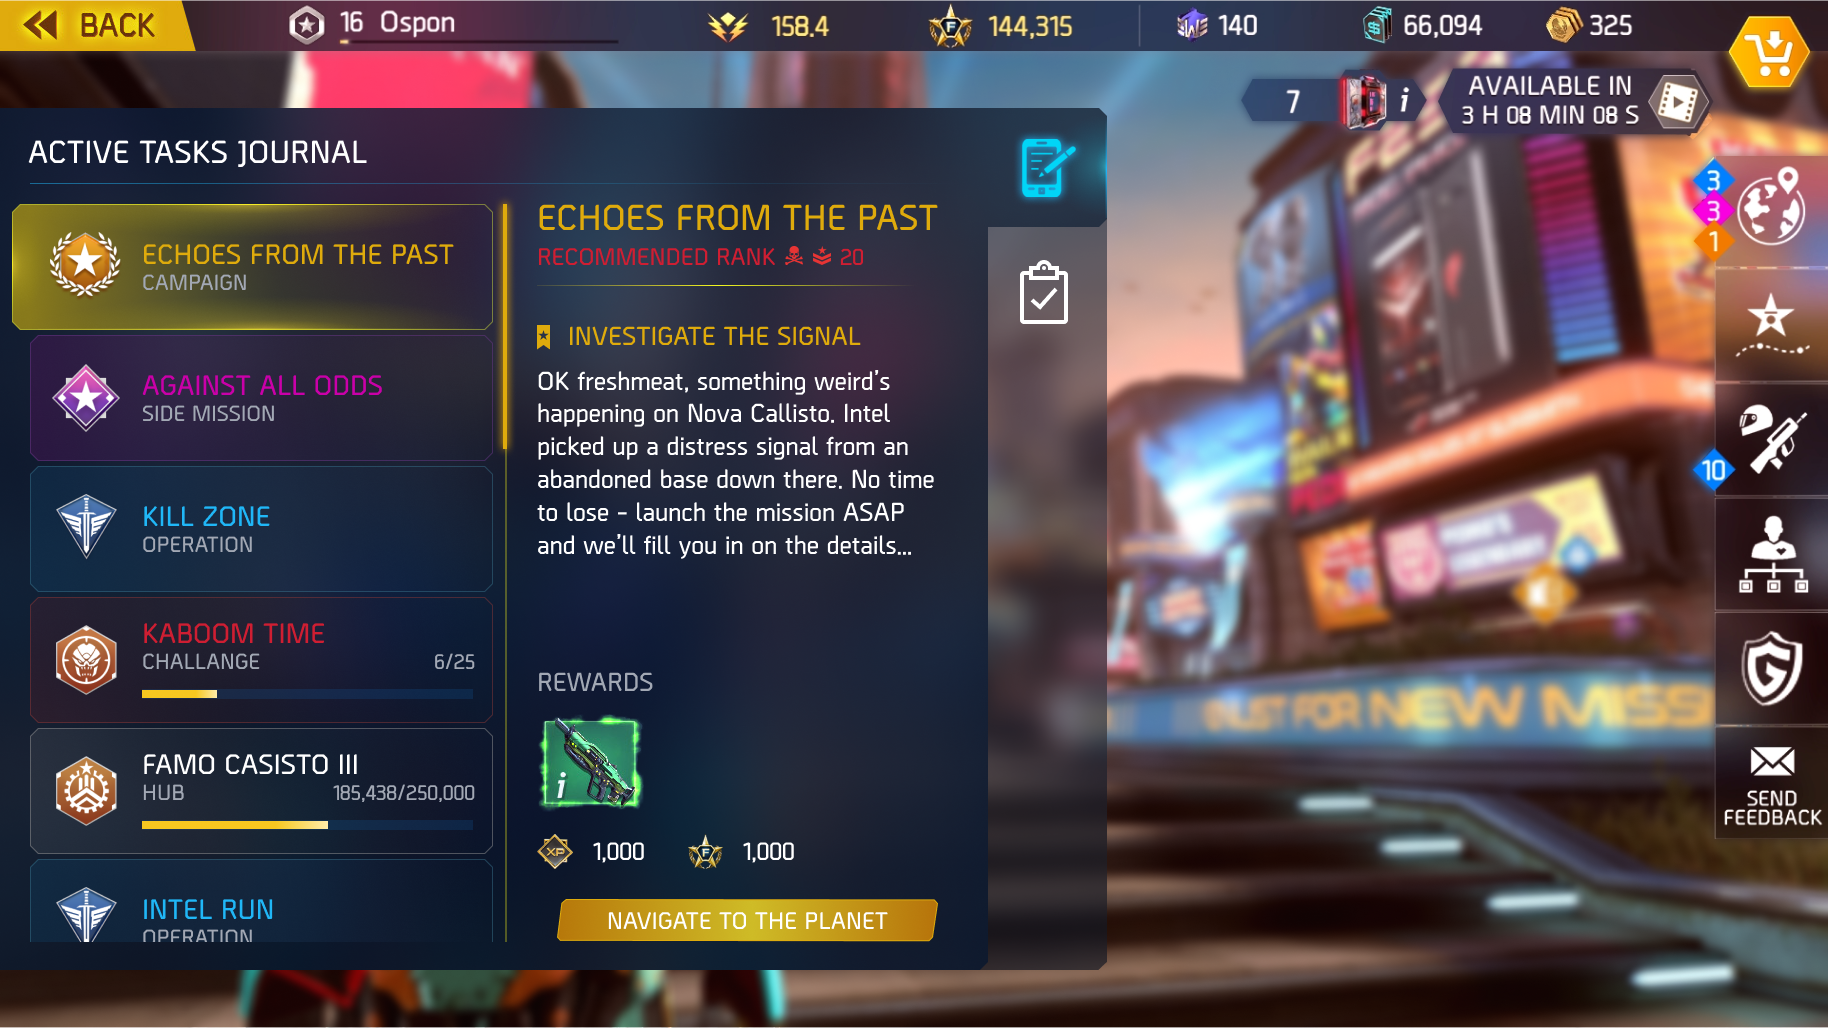 BACK
16 Ospon
158.4
F
144,315
140
66,094
325
7
i
AVAILABLE IN
3 H 08 MIN 08 S
ACTIVE TASKS JOURNAL
ECHOES FROM THE PAST
CAMPAIGN
AGAINST ALL ODDS
SIDE MISSION
KILL ZONE
OPERATION
KABOOM TIME
CHALLANGE
6/25
FAMO CASISTO III
HUB
185,438/250,000
INTEL RUN
OPERATION
ECHOES FROM THE PAST
RECOMMENDED RANK 20
INVESTIGATE THE SIGNAL
OK freshmeat, something weird's
happening on Nova Callisto. Intel
picked up a distress signal from an
abandoned base down there. No time
to lose - launch the mission ASAP
and we'll fill you in on the details...
REWARDS
i
XP
1,000
F
1,000
NAVIGATE TO THE PLANET
3
3
1
10
G
SEND
FEEDBACK
FOR NEW MISS